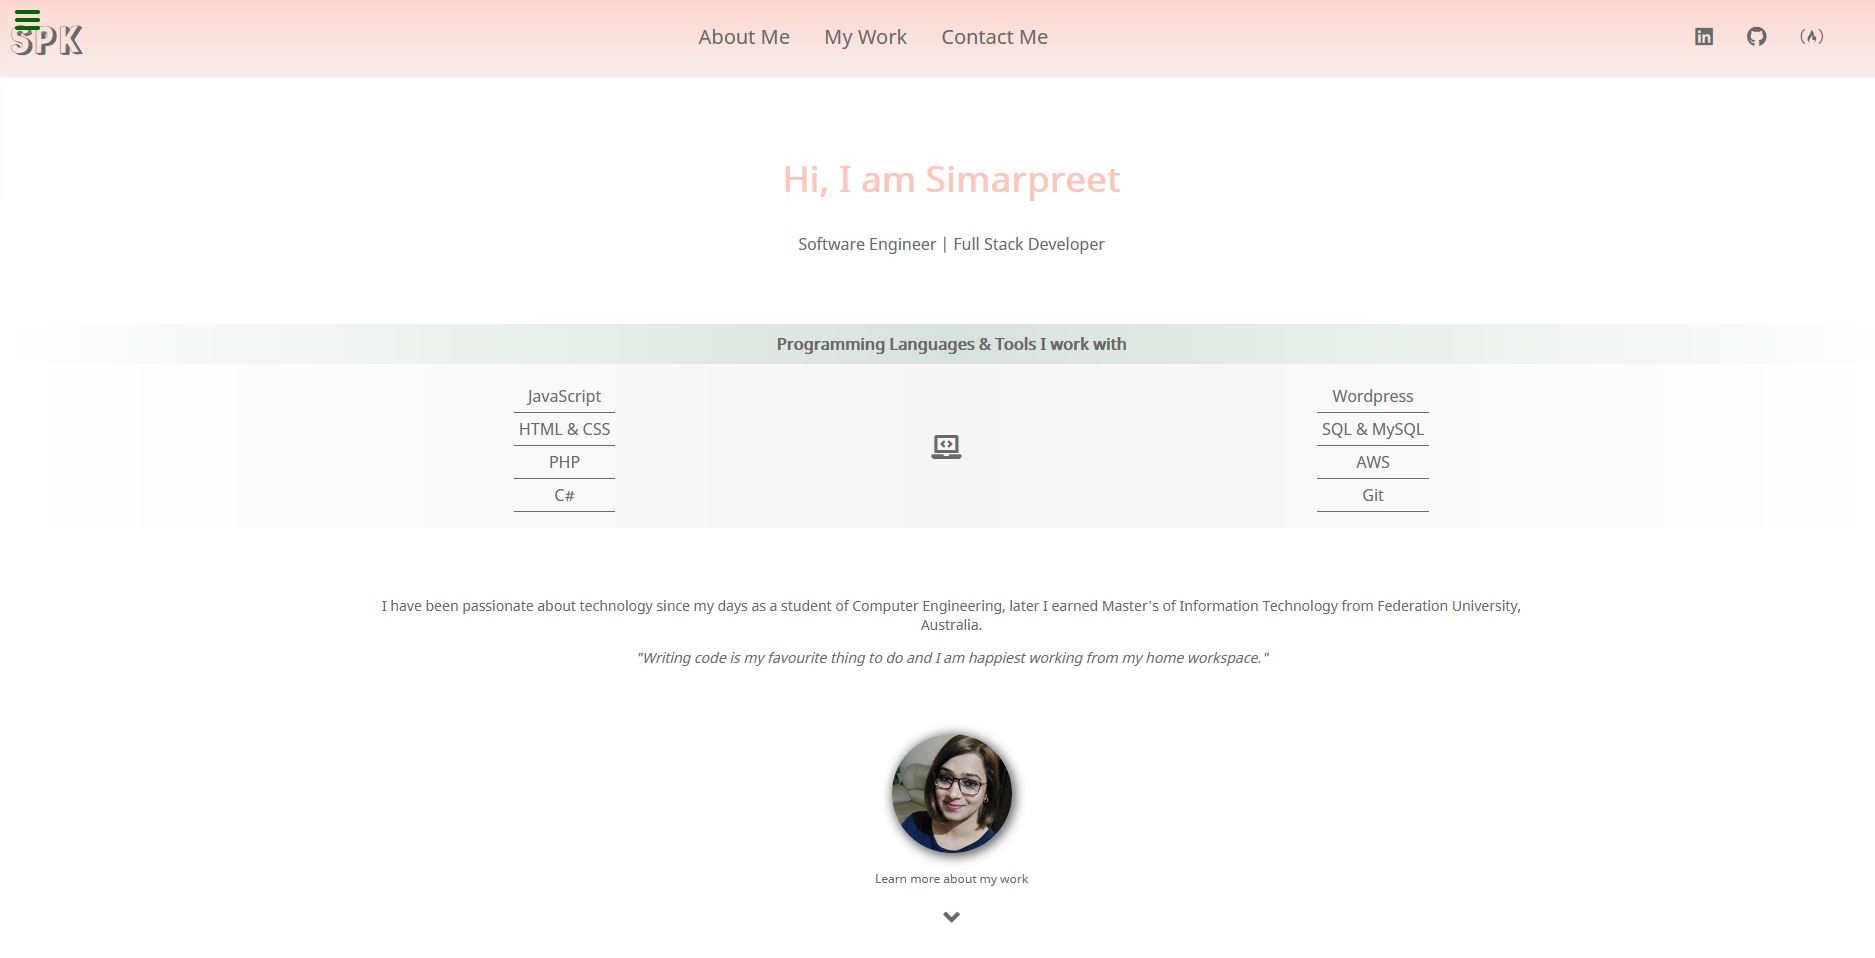 SPK
About Me My Work Contact Me
Hi, I am Simarpreet
Software Engineer | Full Stack Developer
Programming Languages & Tools I work with
JavaScript
HTML & CSS
PHP
C#
Wordpress
SQL & MySQL
AWS
Git
I have been passionate about technology since my days as a student of Computer Engineering, later I earned Master's of Information Technology from Federation University,
Australia.
"Writing code is my favourite thing to do and I am happiest working from my home workspace."
Learn more about my work